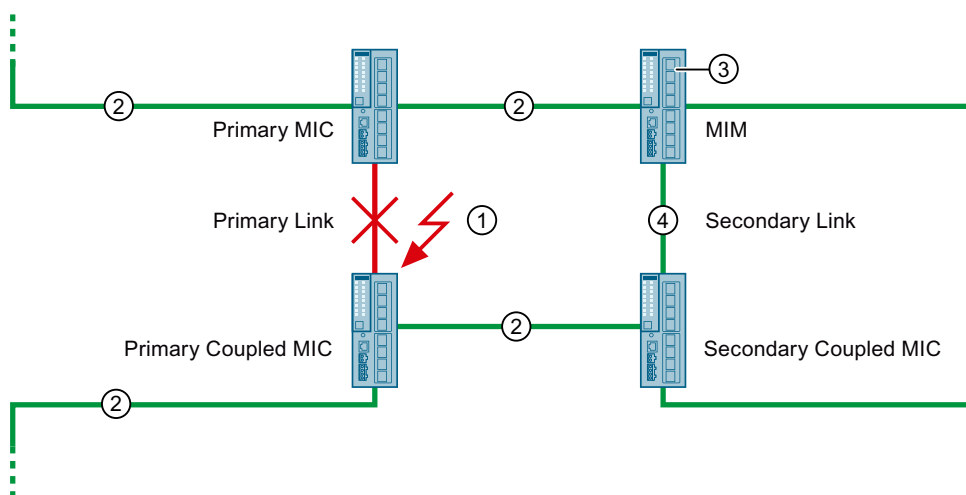 2
2
3
Primary MIC
MIM
Primary Link
1
4
Secondary Link
2
Primary Coupled MIC
Secondary Coupled MIC
2